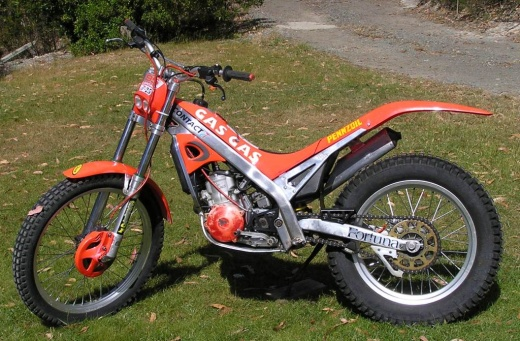 CONTACT
GAS GAS
PENNZOIL
Fortuna